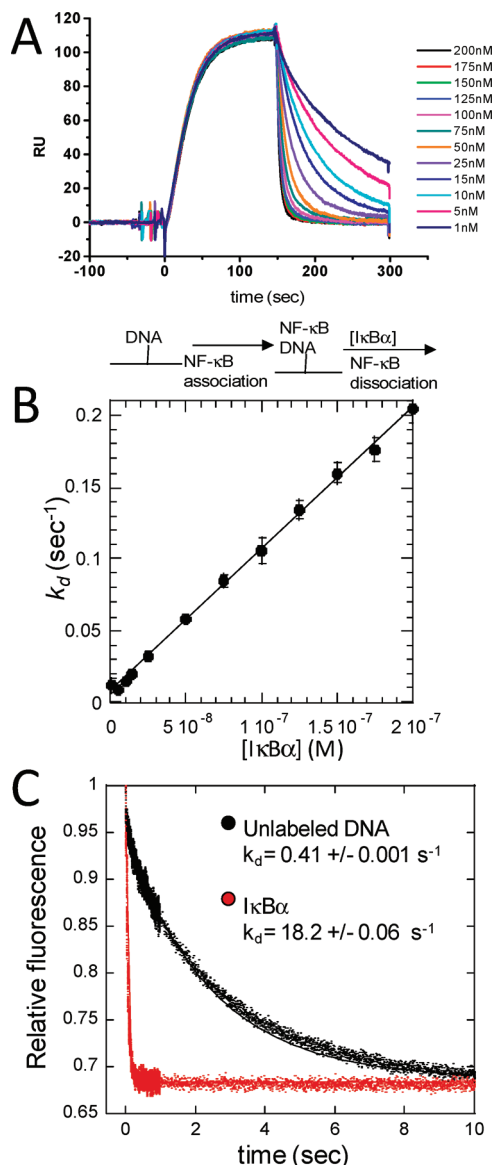 A
120
100
80
60
40
20
0
-20
RU
-100
0
100
200
300
time (sec)
200nM
175nM
150nM
125nM
100nM
75nM
50nM
25nM
15nM
10nM
5nM
1nM
DNA
NF-κB
association
NF-κB
DNA
[IκBα]
NF-κB
dissociation
B
0.2
0.15
0.1
0.05
0
k_d (sec⁻¹)
0
5 10⁻⁸
1 10⁻⁷
1.5 10⁻⁷
2 10⁻⁷
[IκBα] (M)
C
1
0.95
0.9
0.85
0.8
0.75
0.7
0.65
Relative fluorescence
Unlabeled DNA
k_d = 0.41 +/- 0.001 s⁻¹
IκBα
k_d = 18.2 +/- 0.06 s⁻¹
0
2
4
6
8
10
time (sec)